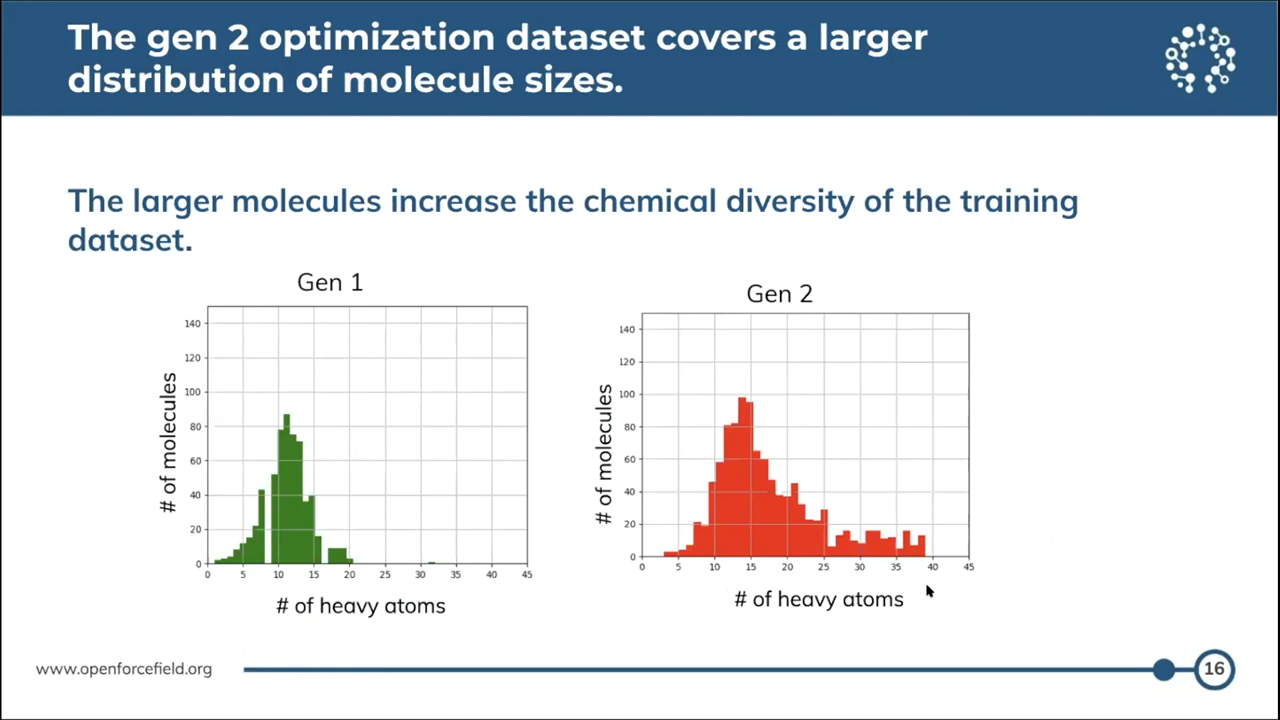 The gen 2 optimization dataset covers a larger
distribution of molecule sizes.
The larger molecules increase the chemical diversity of the training
dataset.
Gen 1
140
120
100
80
60
40
20
0
0 5 10 15 20 25 30 35 40 45
# of molecules
# of heavy atoms
Gen 2
140
120
100
80
60
40
20
0
0 5 10 15 20 25 30 35 40 45
# of molecules
# of heavy atoms
www.openforcefield.org
16